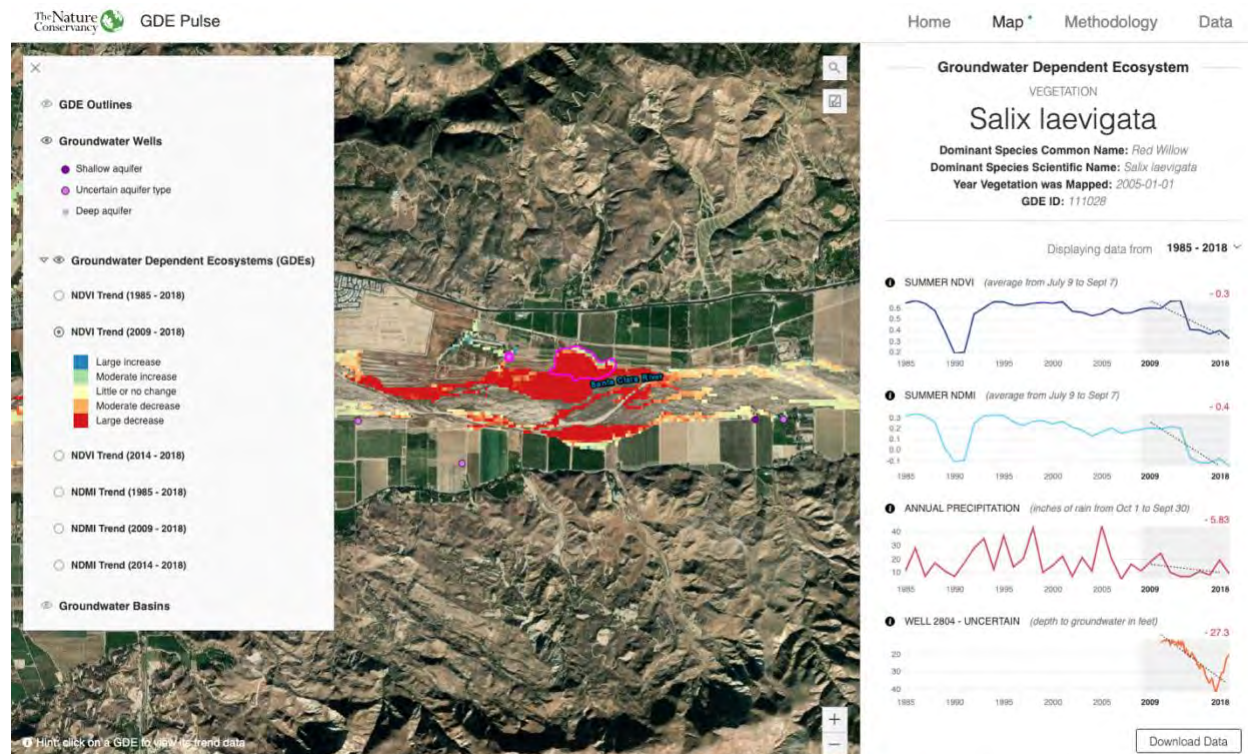 The Nature
Conservancy
GDE Pulse
Home Map Methodology Data
GDE Outlines
Groundwater Wells
Shallow aquifer
Uncertain aquifer type
Deep aquifer
Groundwater Dependent Ecosystems (GDEs)
NDVI Trend (1985 - 2018)
NDVI Trend (2009 - 2018)
Large increase
Moderate increase
Little or no change
Moderate decrease
Large decrease
NDVI Trend (2014 - 2018)
NDMI Trend (1985 - 2018)
NDMI Trend (2009 - 2018)
NDMI Trend (2014 - 2018)
Groundwater Basins
Hint: click on a GDE to view its trend data
Santa Clara River
Groundwater Dependent Ecosystem
VEGETATION
Salix laevigata
Dominant Species Common Name: Red Willow
Dominant Species Scientific Name: Salix laevigata
Year Vegetation was Mapped: 2005-01-01
GDE ID: 111028
Displaying data from 1985 - 2018
SUMMER NDVI (average from July 9 to Sept 7)
- 0.3
0.5
0.4
0.3
0.2
1985 1990 1995 2000 2005 2009 2018
SUMMER NDMI (average from July 9 to Sept 7)
- 0.4
0.3
0.2
0.1
0.0
-0.1
1985 1990 1995 2000 2005 2009 2018
ANNUAL PRECIPITATION (inches of rain from Oct 1 to Sept 30)
- 5.83
40
30
20
10
1985 1990 1995 2000 2005 2009 2018
WELL 2804 - UNCERTAIN (depth to groundwater in feet)
- 27.3
20
30
40
1985 1990 1995 2000 2005 2009 2018
Download Data